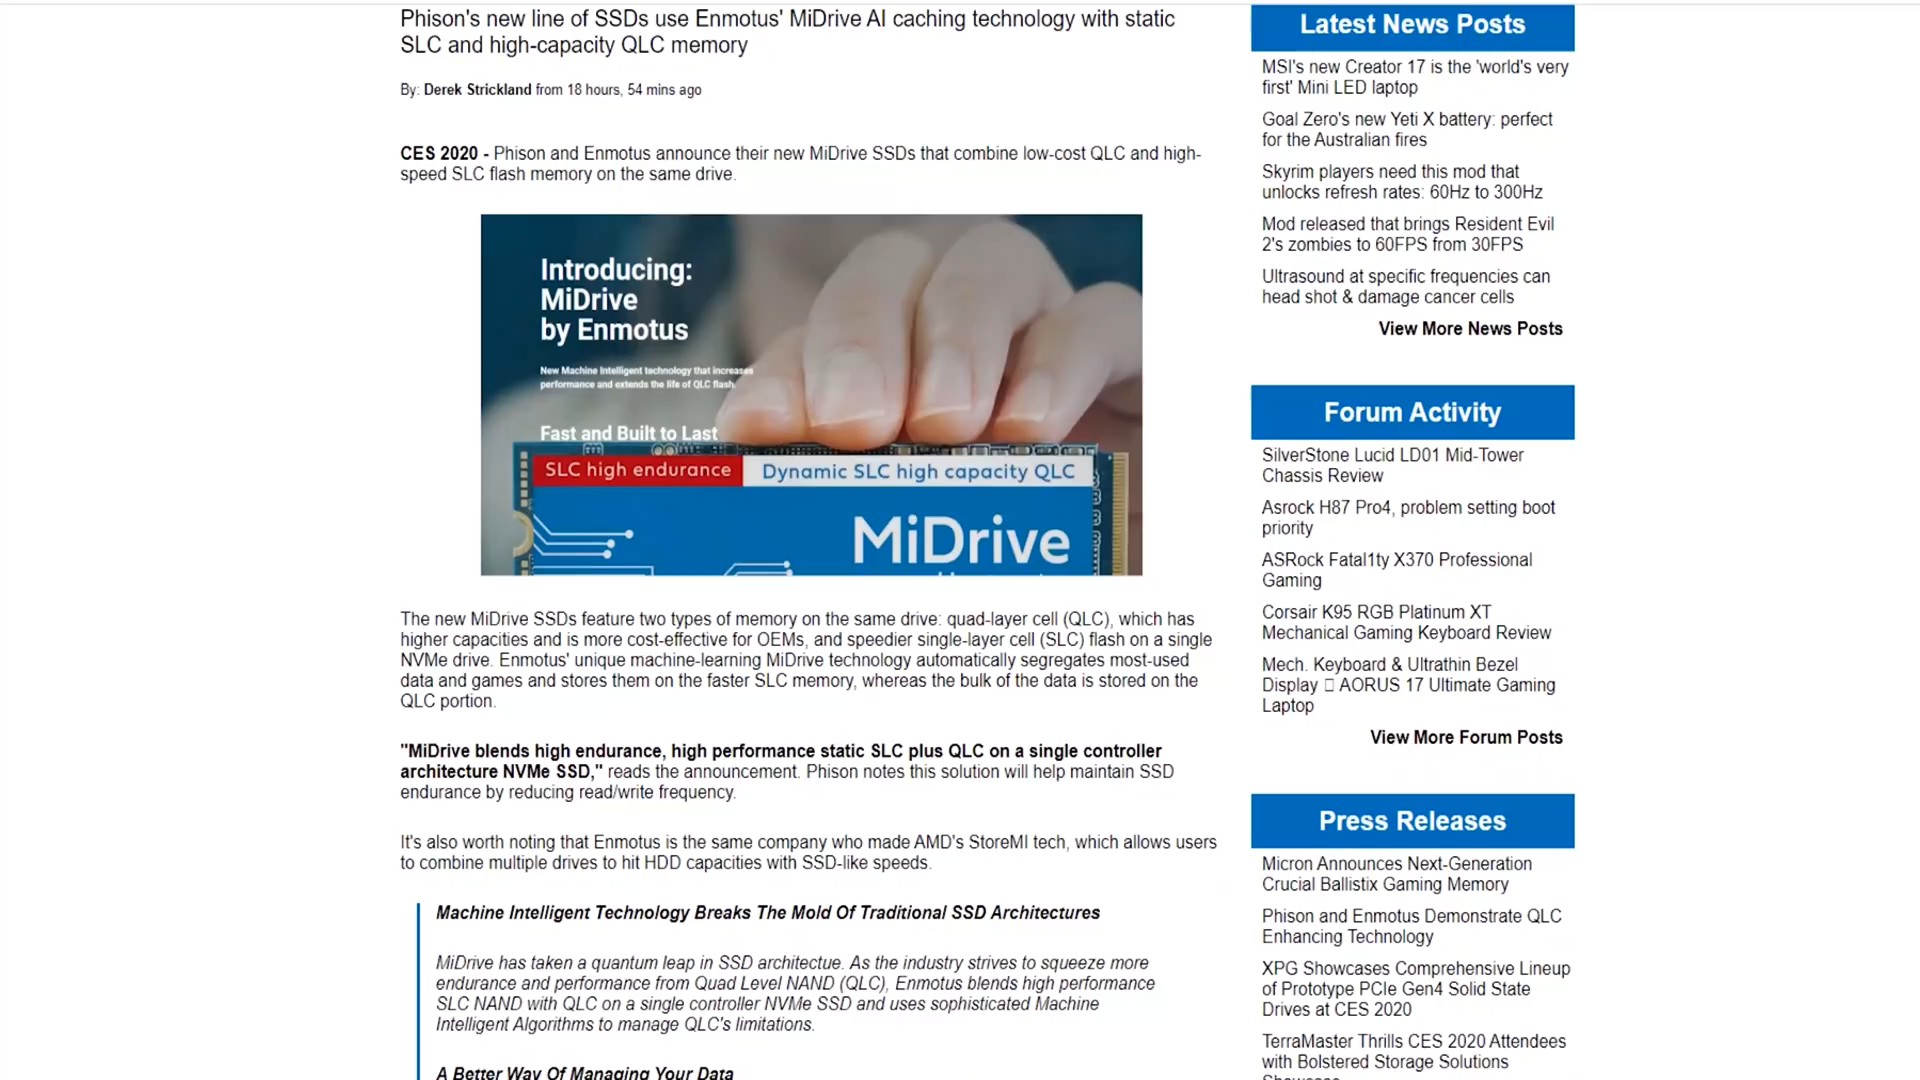 Phison's new line of SSDs use Enmotus' MiDrive AI caching technology with static
SLC and high-capacity QLC memory
By: Derek Strickland from 18 hours, 54 mins ago
CES 2020 - Phison and Enmotus announce their new MiDrive SSDs that combine low-cost QLC and high-
speed SLC flash memory on the same drive.
Introducing:
MiDrive
by Enmotus
New Machine Intelligent technology that increases
performance and extends the life of QLC flash.
Fast and Built to Last
SLC high endurance
Dynamic SLC high capacity QLC
MiDrive
The new MiDrive SSDs feature two types of memory on the same drive: quad-layer cell (QLC), which has
higher capacities and is more cost-effective for OEMs, and speedier single-layer cell (SLC) flash on a single
NVMe drive. Enmotus' unique machine-learning MiDrive technology automatically segregates most-used
data and games and stores them on the faster SLC memory, whereas the bulk of the data is stored on the
QLC portion.
"MiDrive blends high endurance, high performance static SLC plus QLC on a single controller
architecture NVMe SSD," reads the announcement. Phison notes this solution will help maintain SSD
endurance by reducing read/write frequency.
It's also worth noting that Enmotus is the same company who made AMD's StoreMI tech, which allows users
to combine multiple drives to hit HDD capacities with SSD-like speeds.
Machine Intelligent Technology Breaks The Mold Of Traditional SSD Architectures
MiDrive has taken a quantum leap in SSD architectue. As the industry strives to squeeze more
endurance and performance from Quad Level NAND (QLC), Enmotus blends high performance
SLC NAND with QLC on a single controller NVMe SSD and uses sophisticated Machine
Intelligent Algorithms to manage QLC's limitations.
A Better Way Of Managing Your Data
Latest News Posts
MSI's new Creator 17 is the 'world's very
first' Mini LED laptop
Goal Zero's new Yeti X battery: perfect
for the Australian fires
Skyrim players need this mod that
unlocks refresh rates: 60Hz to 300Hz
Mod released that brings Resident Evil
2's zombies to 60FPS from 30FPS
Ultrasound at specific frequencies can
head shot & damage cancer cells
View More News Posts
Forum Activity
SilverStone Lucid LD01 Mid-Tower
Chassis Review
Asrock H87 Pro4, problem setting boot
priority
ASRock Fatal1ty X370 Professional
Gaming
Corsair K95 RGB Platinum XT
Mechanical Gaming Keyboard Review
Mech. Keyboard & Ultrathin Bezel
Display AORUS 17 Ultimate Gaming
Laptop
View More Forum Posts
Press Releases
Micron Announces Next-Generation
Crucial Ballistix Gaming Memory
Phison and Enmotus Demonstrate QLC
Enhancing Technology
XPG Showcases Comprehensive Lineup
of Prototype PCIe Gen4 Solid State
Drives at CES 2020
TerraMaster Thrills CES 2020 Attendees
with Bolstered Storage Solutions